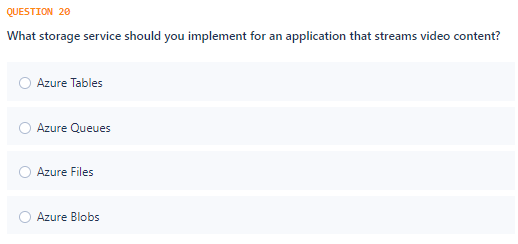 QUESTION 20
What storage service should you implement for an application that streams video content?
Azure Tables
Azure Queues
Azure Files
Azure Blobs